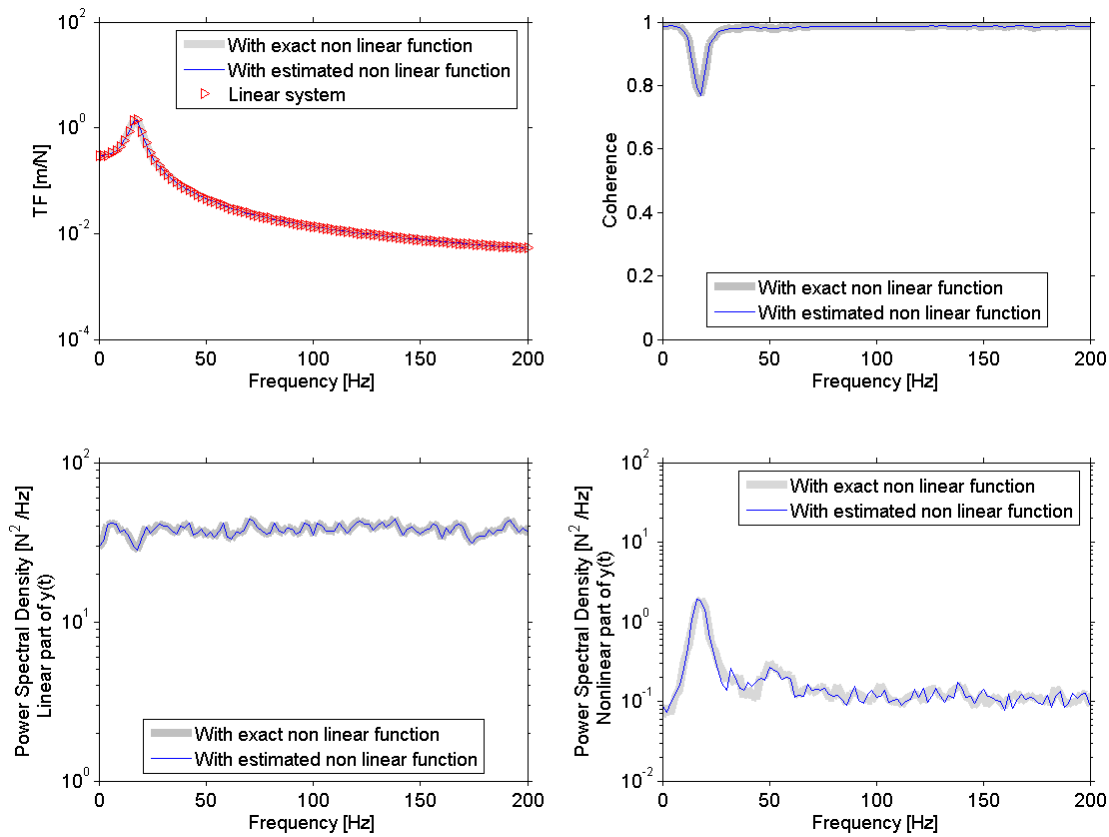 10^2
10^0
10^-2
10^-4
TF [m/N]
With exact non linear function
With estimated non linear function
Linear system
0 50 100 150 200
Frequency [Hz]
1
0.8
0.6
0.4
0.2
0
Coherence
With exact non linear function
With estimated non linear function
0 50 100 150 200
Frequency [Hz]
10^2
10^1
10^0
Power Spectral Density [N^2 /Hz]
Linear part of y(t)
With exact non linear function
With estimated non linear function
0 50 100 150 200
Frequency [Hz]
10^2
10^1
10^0
10^-1
10^-2
Power Spectral Density [N^2 /Hz]
Nonlinear part of y(t)
With exact non linear function
With estimated non linear function
0 50 100 150 200
Frequency [Hz]